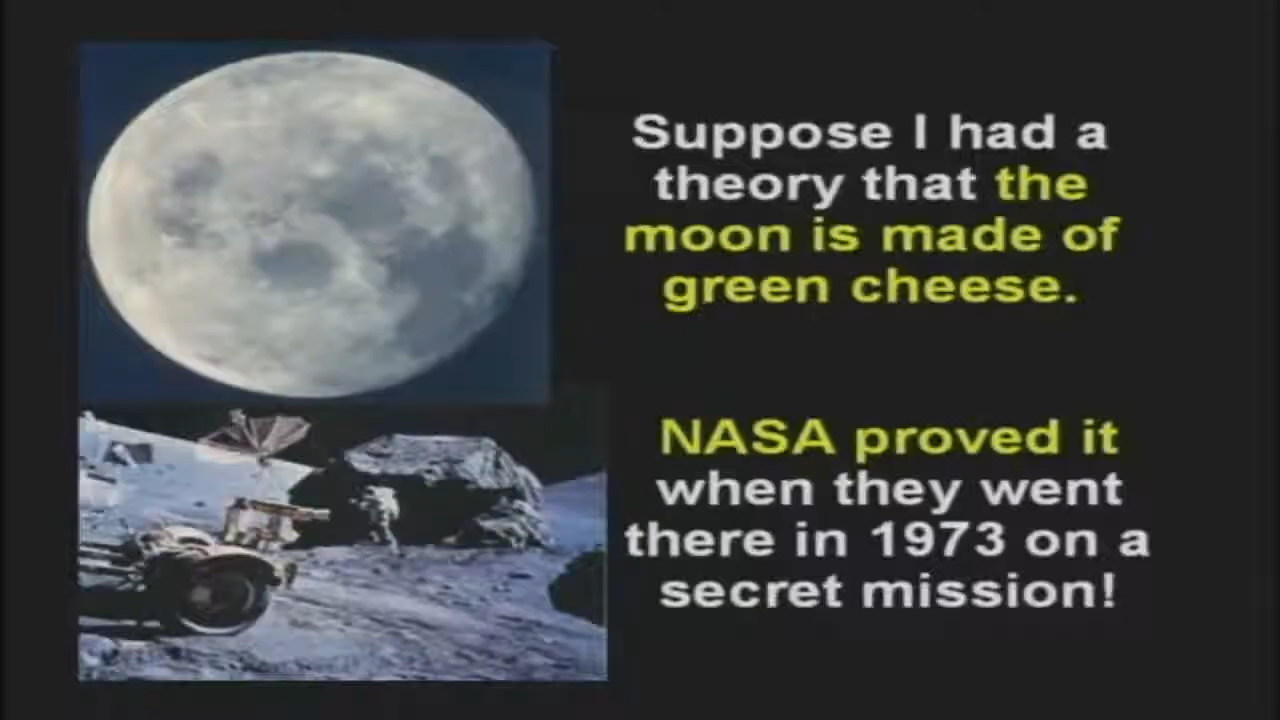 Suppose I had a
theory that the
moon is made of
green cheese.
NASA proved it
when they went
there in 1973 on a
secret mission!